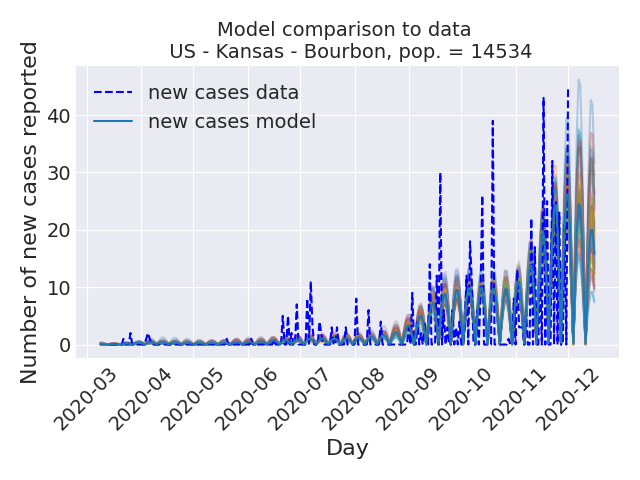 Model comparison to data
US - Kansas - Bourbon, pop. = 14534
Number of new cases reported
40
30
20
10
0
new cases data
new cases model
2020-03
2020-04
2020-05
2020-06
2020-07
2020-08
2020-09
2020-10
2020-11
2020-12
Day